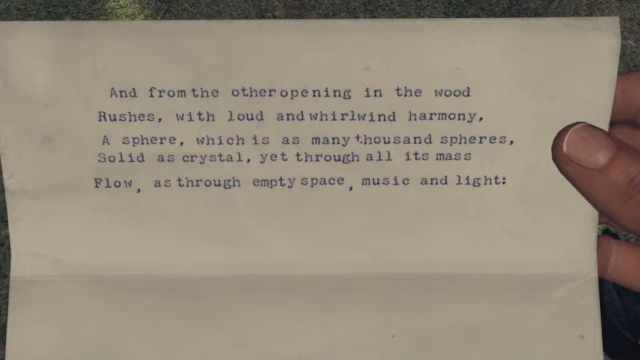 And from the other opening in the wood
Rushes, with loud and whirlwind harmony,
A sphere, which is as many thousand spheres,
Solid as crystal, yet through all its mass
Flow, as through empty space, music and light: